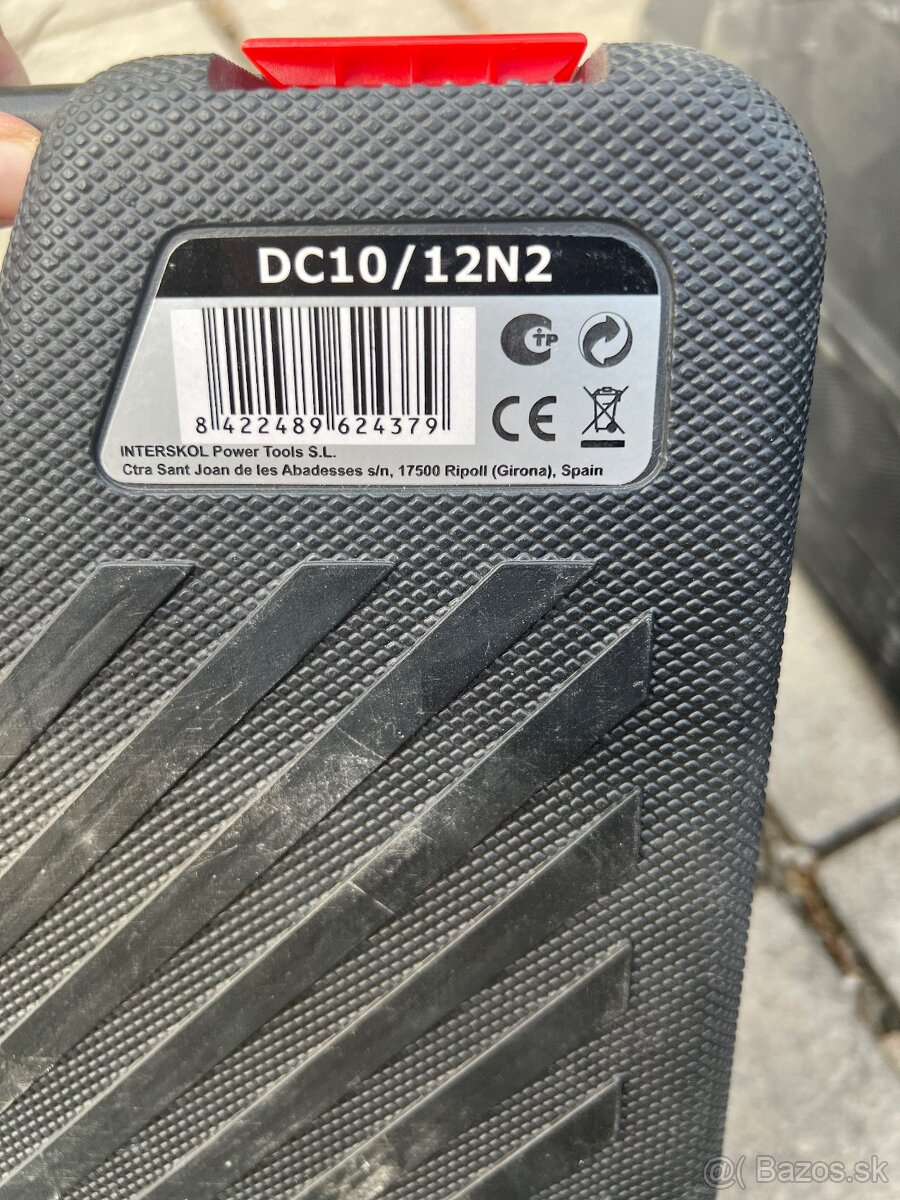 DC10/12N2
8 422489 624379
INTERSKOL Power Tools S.L.
Ctra Sant Joan de les Abadesses s/n, 17500 Ripoll (Girona), Spain
CTP
CE
@( Bazos.sk